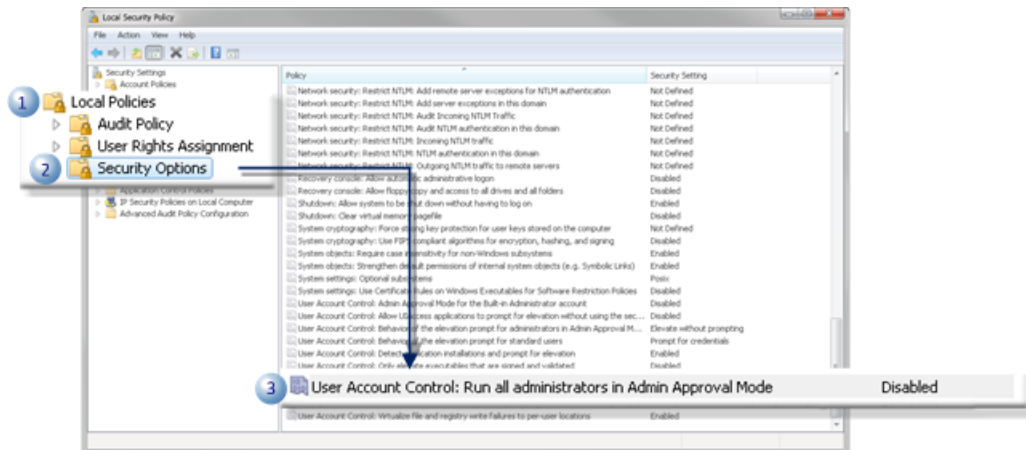 Local Security Policy
File Action View Help
Security Settings
Account Policies
1 Local Policies
Audit Policy
User Rights Assignment
2 Security Options
Application Control Policies
IP Security Policies on Local Computer
Advanced Audit Policy Configuration
Policy Security Setting
Network security: Restrict NTLM: Add remote server exceptions for NTLM authentication Not Defined
Network security: Restrict NTLM: Add server exceptions in this domain Not Defined
Network security: Restrict NTLM: Audit Incoming NTLM Traffic Not Defined
Network security: Restrict NTLM: Audit NTLM authentication in this domain Not Defined
Network security: Restrict NTLM: Incoming NTLM traffic Not Defined
Network security: Restrict NTLM: NTLM authentication in this domain Not Defined
Network security: Restrict NTLM: Outgoing NTLM traffic to remote servers Not Defined
Recovery console: Allow automatic administrative logon Disabled
Recovery console: Allow floppy copy and access to all drives and all folders Disabled
Shutdown: Allow system to be shut down without having to log on Enabled
Shutdown: Clear virtual memory pagefile Disabled
System cryptography: Force strong key protection for user keys stored on the computer Not Defined
System cryptography: Use FIPS compliant algorithms for encryption, hashing, and signing Disabled
System objects: Require case insensitivity for non-Windows subsystems Enabled
System objects: Strengthen default permissions of internal system objects (e.g. Symbolic Links) Enabled
System settings: Optional subsystems Posix
System settings: Use Certificate Rules on Windows Executables for Software Restriction Policies Disabled
User Account Control: Admin Approval Mode for the Built-in Administrator account Disabled
User Account Control: Allow UIAccess applications to prompt for elevation without using the sec... Disabled
User Account Control: Behavior of the elevation prompt for administrators in Admin Approval M... Elevate without prompting
User Account Control: Behavior of the elevation prompt for standard users Prompt for credentials
User Account Control: Detect application installations and prompt for elevation Enabled
User Account Control: Only elevate executables that are signed and validated Disabled
3 User Account Control: Run all administrators in Admin Approval Mode Disabled
User Account Control: Virtualize file and registry write failures to per-user locations Enabled